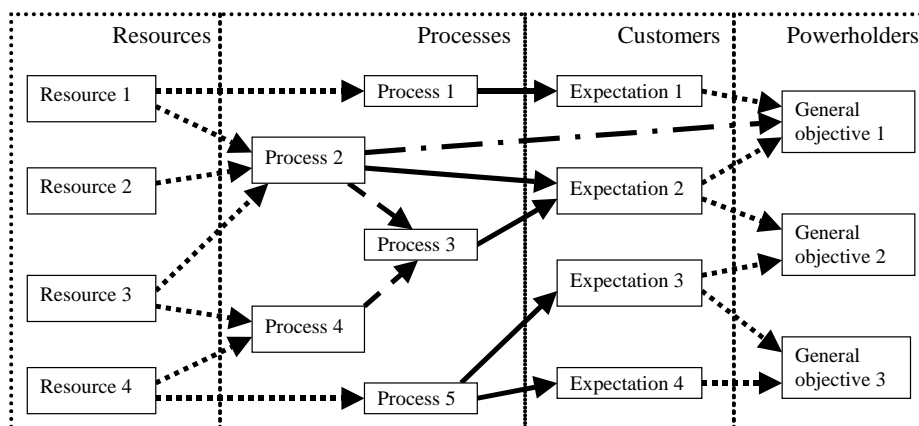 Resources
Processes
Customers
Powerholders
Resource 1
Process 1
Expectation 1
General
objective 1
Process 2
Resource 2
Expectation 2
Process 3
General
objective 2
Resource 3
Expectation 3
Process 4
General
objective 3
Resource 4
Process 5
Expectation 4